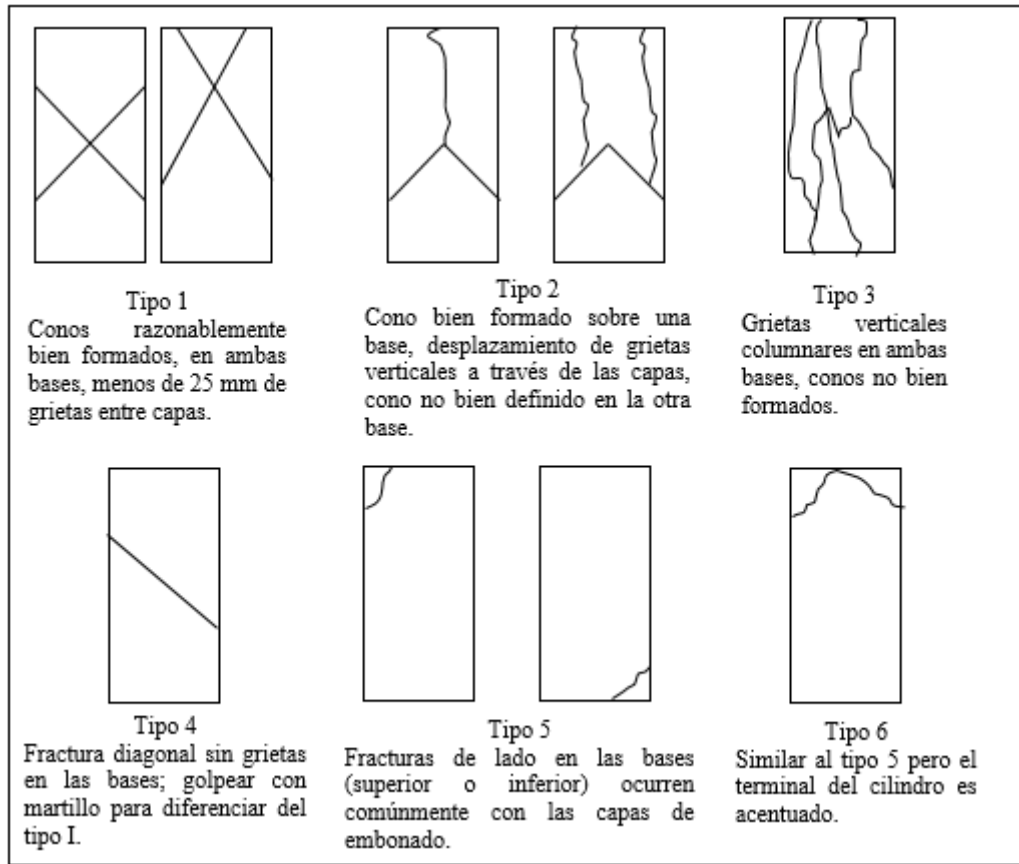 Tipo 1
Conos razonablemente
bien formados, en ambas
bases, menos de 25 mm de
grietas entre capas.
Tipo 2
Cono bien formado sobre una
base, desplazamiento de grietas
verticales a través de las capas,
cono no bien definido en la otra
base.
Tipo 3
Grietas verticales
columnares en ambas
bases, conos no bien
formados.
Tipo 4
Fractura diagonal sin grietas
en las bases; golpear con
martillo para diferenciar del
tipo I.
Tipo 5
Fracturas de lado en las bases
(superior o inferior) ocurren
comúnmente con las capas de
embonado.
Tipo 6
Similar al tipo 5 pero el
terminal del cilindro es
acentuado.